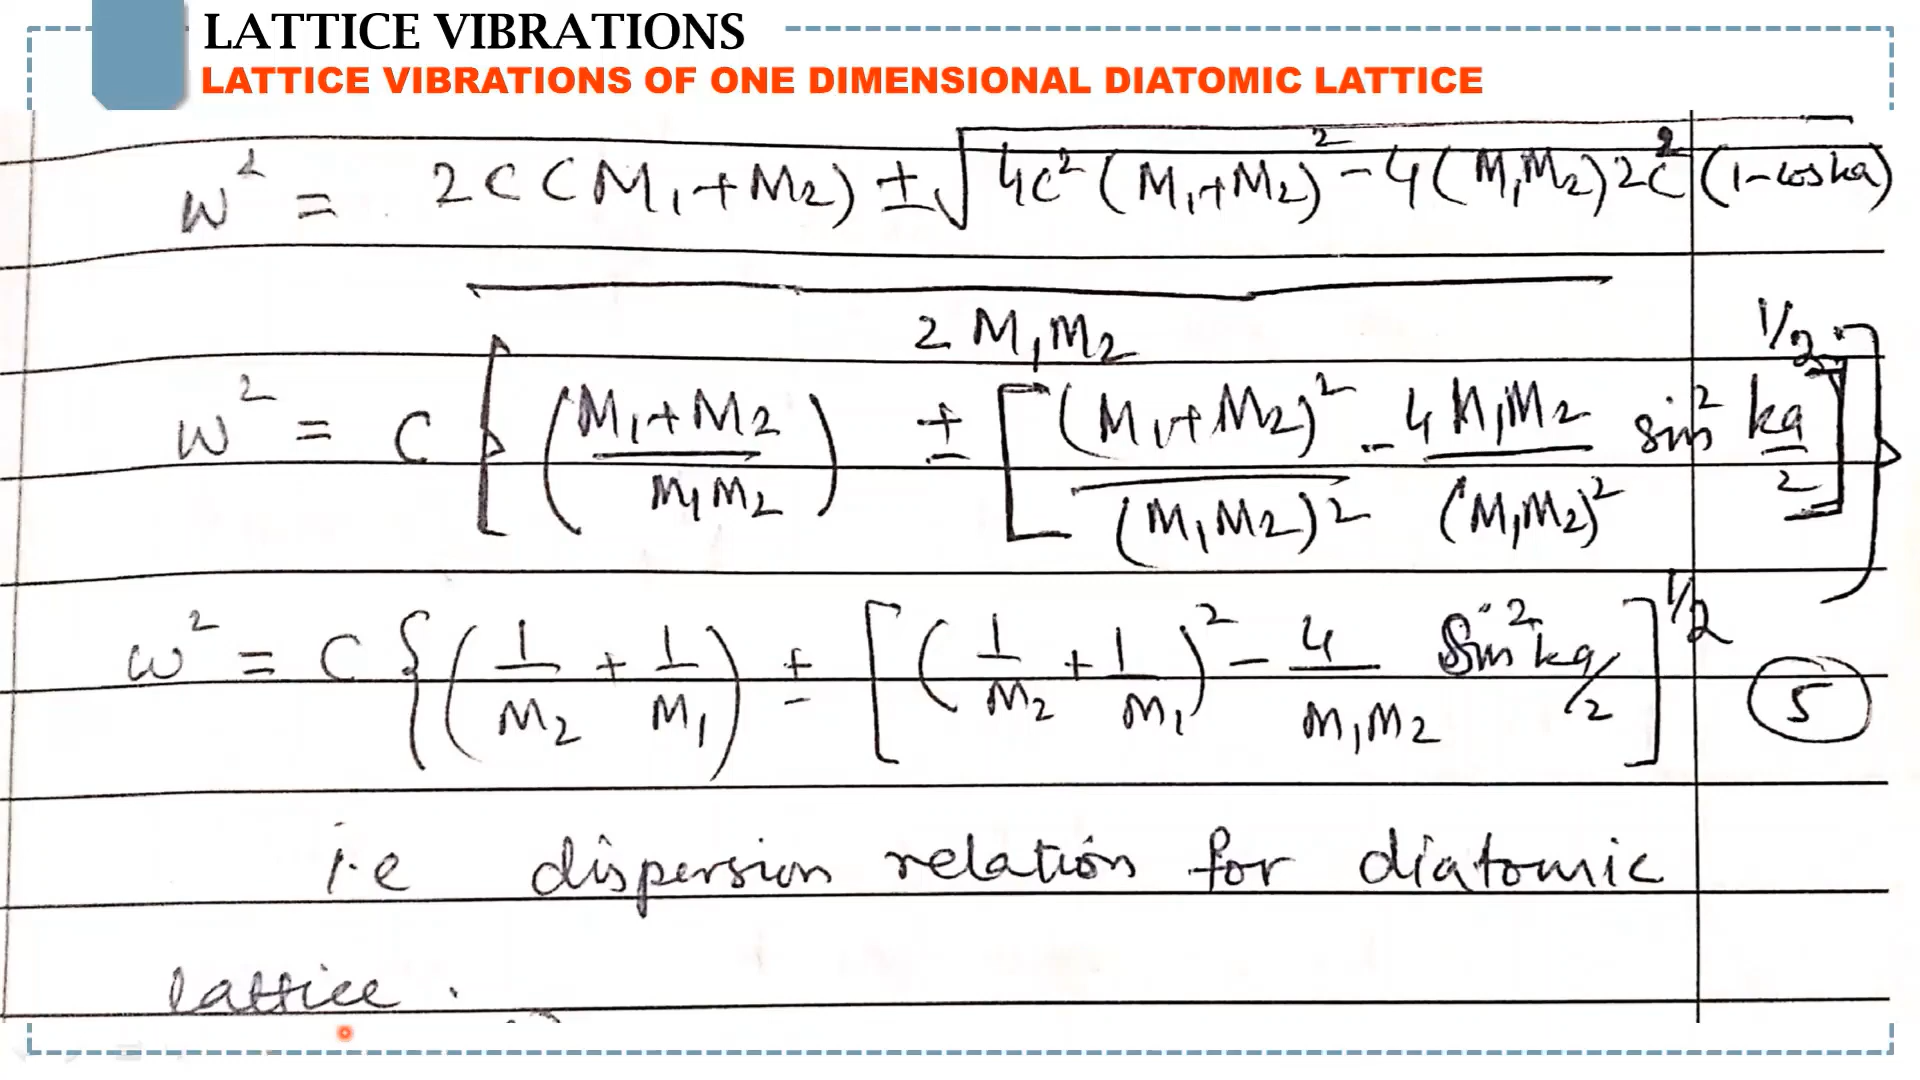 LATTICE VIBRATIONS
LATTICE VIBRATIONS OF ONE DIMENSIONAL DIATOMIC LATTICE
w² = 2C(M₁+M₂) ± √4C²(M₁+M₂)² - 4(M₁M₂)2C²(1-coska)
2M₁M₂
w² = C {(M₁+M₂/M₁M₂) ± [(M₁+M₂)²/(M₁M₂)2 - 4M₁M₂/(M₁M₂)² sin² ka/2]^1/2}
w² = C {(1/M₂ + 1/M₁) ± [(1/M₂ + 1/M₁)² - 4/M₁M₂ Sin² ka/2]^1/2 (5)
i.e dispersion relation for diatomic
lattice.